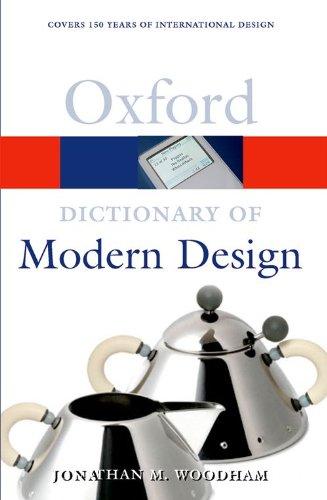 COVERS 150 YEARS OF INTERNATIONAL DESIGN
Oxford
DICTIONARY OF
Modern Design
JONATHAN M. WOODHAM